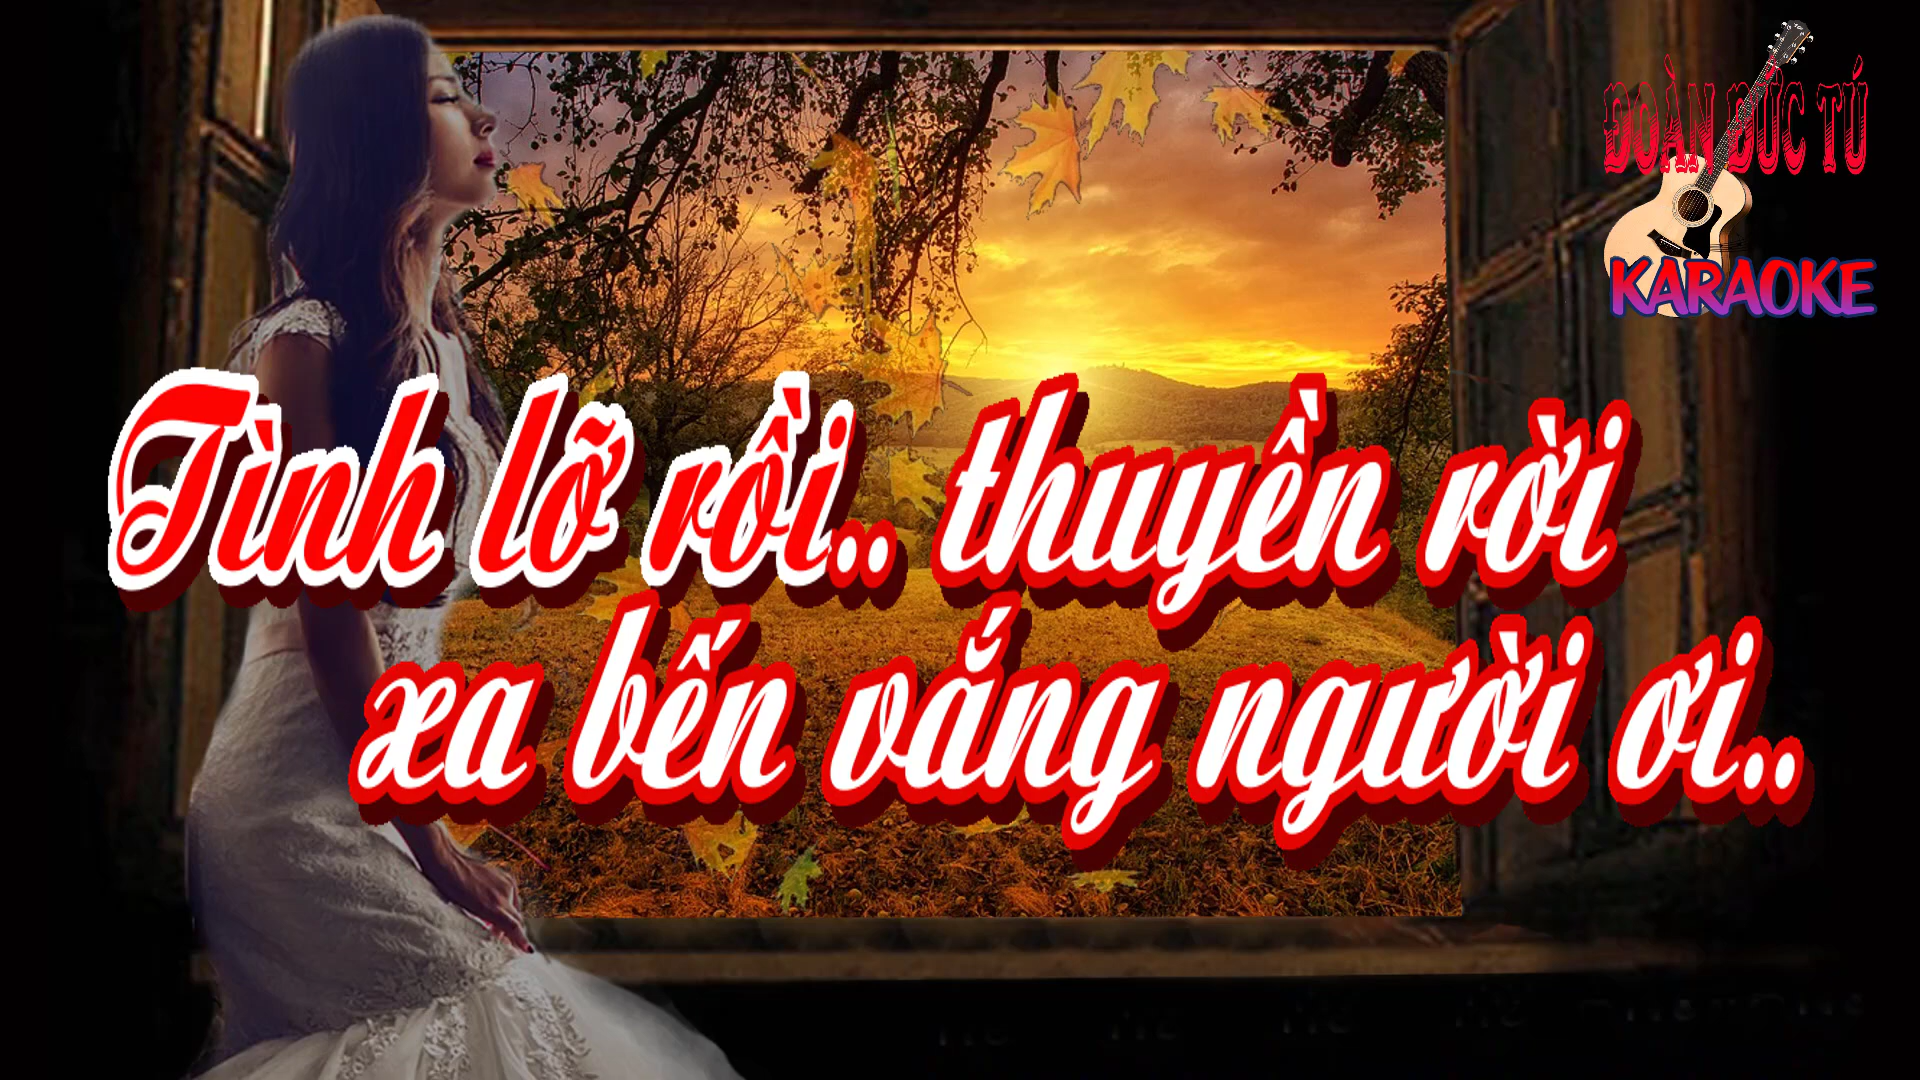 ĐOÀN ĐỨC TÚ
KARAOKE
Tình lỡ rồi.. thuyền rời
xa bến vắng người ơi..